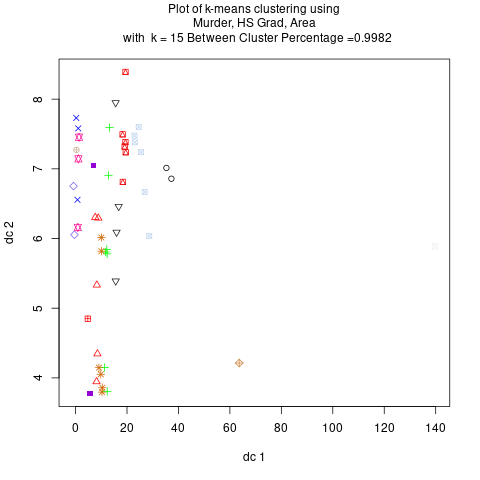 Plot of k-means clustering using
Murder, HS Grad, Area
with k = 15 Between Cluster Percentage =0.9982
8
7
6
5
4
dc 2
0 20 40 60 80 100 120 140
dc 1